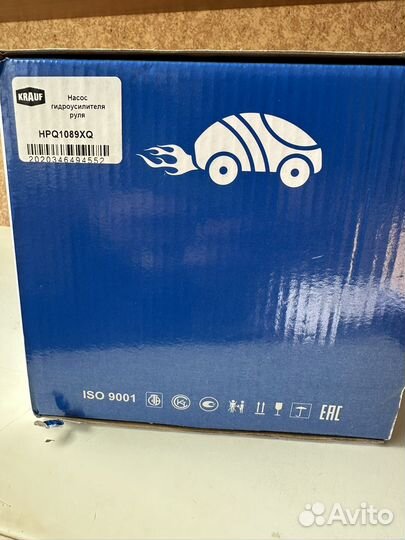 KRAUF
Насос
гидроусилителя
руля
HPQ1089XQ
2020346494552
ISO 9001
EAC
Avito